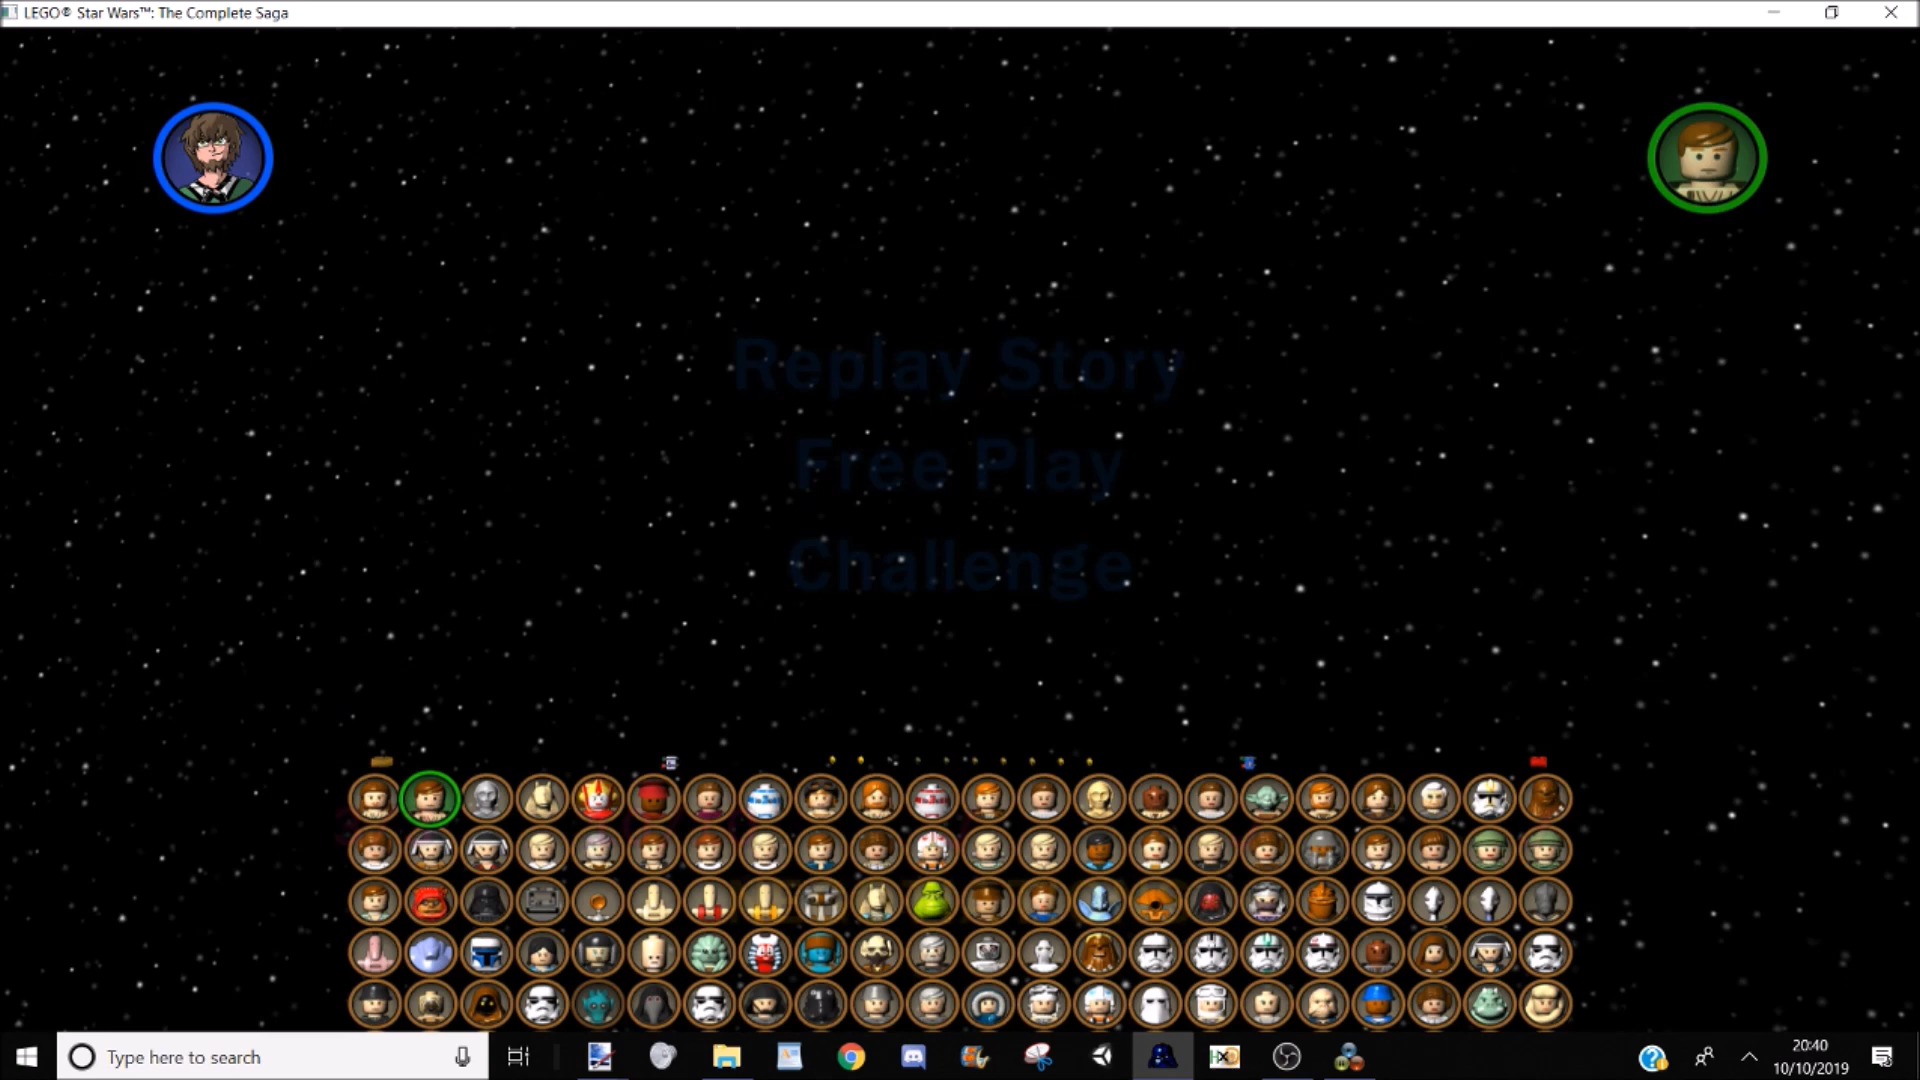 LEGO® Star Wars™: The Complete Saga
Replay Story
Free Play
Challenge
Type here to search
20:40
10/10/2019